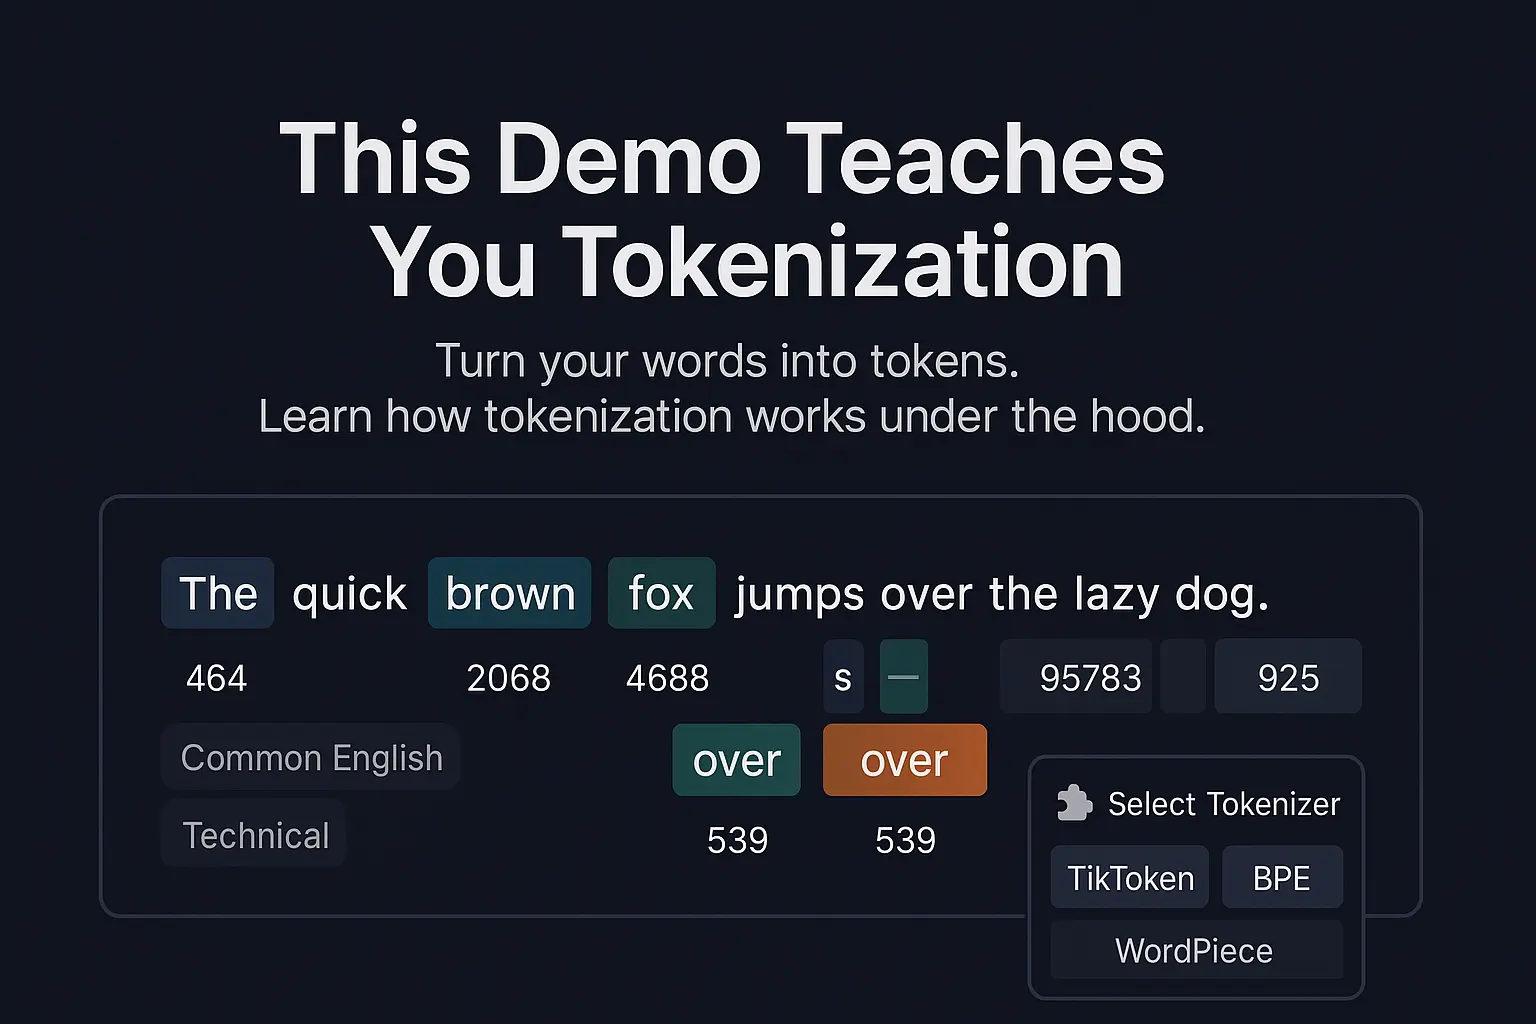 This Demo Teaches
You Tokenization
Turn your words into tokens.
Learn how tokenization works under the hood.
The quick brown fox jumps over the lazy dog.
464 2068 4688 s — 95783 925
Common English over over
Technical 539 539
Select Tokenizer
TikToken BPE
WordPiece